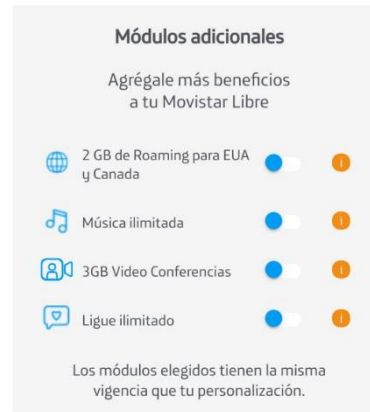 Módulos adicionales
Agrégale más beneficios
a tu Movistar Libre
2 GB de Roaming para EUA
y Canada
i
Música ilimitada
i
3GB Video Conferencias
i
Ligue ilimitado
i
Los módulos elegidos tienen la misma
vigencia que tu personalización.